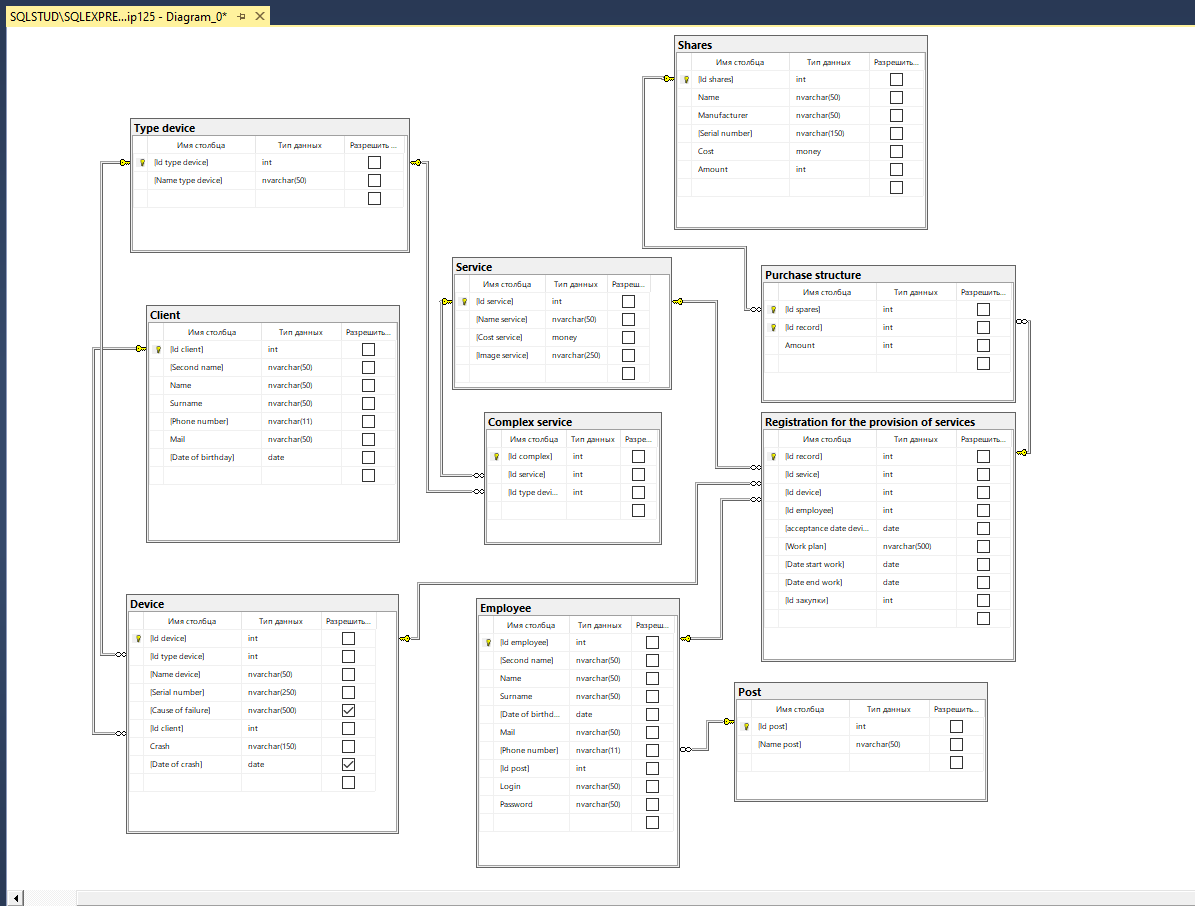 SQLSTUD\SQLEXPRE...ip125 - Diagram_0*
Shares
Имя столбца Тип данных Разрешить...
[Id shares] int
Name nvarchar(50)
Manufacturer nvarchar(50)
[Serial number] nvarchar(150)
Cost money
Amount int
Type device
Имя столбца Тип данных Разрешить ...
[Id type device] int
[Name type device] nvarchar(50)
Service
Имя столбца Тип данных Разреш...
[Id service] int
[Name service] nvarchar(50)
[Cost service] money
[Image service] nvarchar(250)
Purchase structure
Имя столбца Тип данных Разрешить...
[Id spares] int
[Id record] int
Amount int
Client
Имя столбца Тип данных Разрешить...
[Id client] int
[Second name] nvarchar(50)
Name nvarchar(50)
Surname nvarchar(50)
[Phone number] nvarchar(11)
Mail nvarchar(50)
[Date of birthday] date
Complex service
Имя столбца Тип данных Разре...
[Id complex] int
[Id service] int
[Id type devi... int
Registration for the provision of services
Имя столбца Тип данных Разрешить...
[Id record] int
[Id sevice] int
[Id device] int
[Id employee] int
[acceptance date devi... date
[Work plan] nvarchar(500)
[Date start work] date
[Date end work] date
[Id закупки] int
Device
Имя столбца Тип данных Разрешить...
[Id device] int
[Id type device] int
[Name device] nvarchar(50)
[Serial number] nvarchar(250)
[Cause of failure] nvarchar(500)
[Id client] int
Crash nvarchar(150)
[Date of crash] date
Employee
Имя столбца Тип данных Разреш...
[Id employee] int
[Second name] nvarchar(50)
Name nvarchar(50)
Surname nvarchar(50)
[Date of birthd... date
Mail nvarchar(50)
[Phone number] nvarchar(11)
[Id post] int
Login nvarchar(50)
Password nvarchar(50)
Post
Имя столбца Тип данных Разрешить...
[Id post] int
[Name post] nvarchar(50)